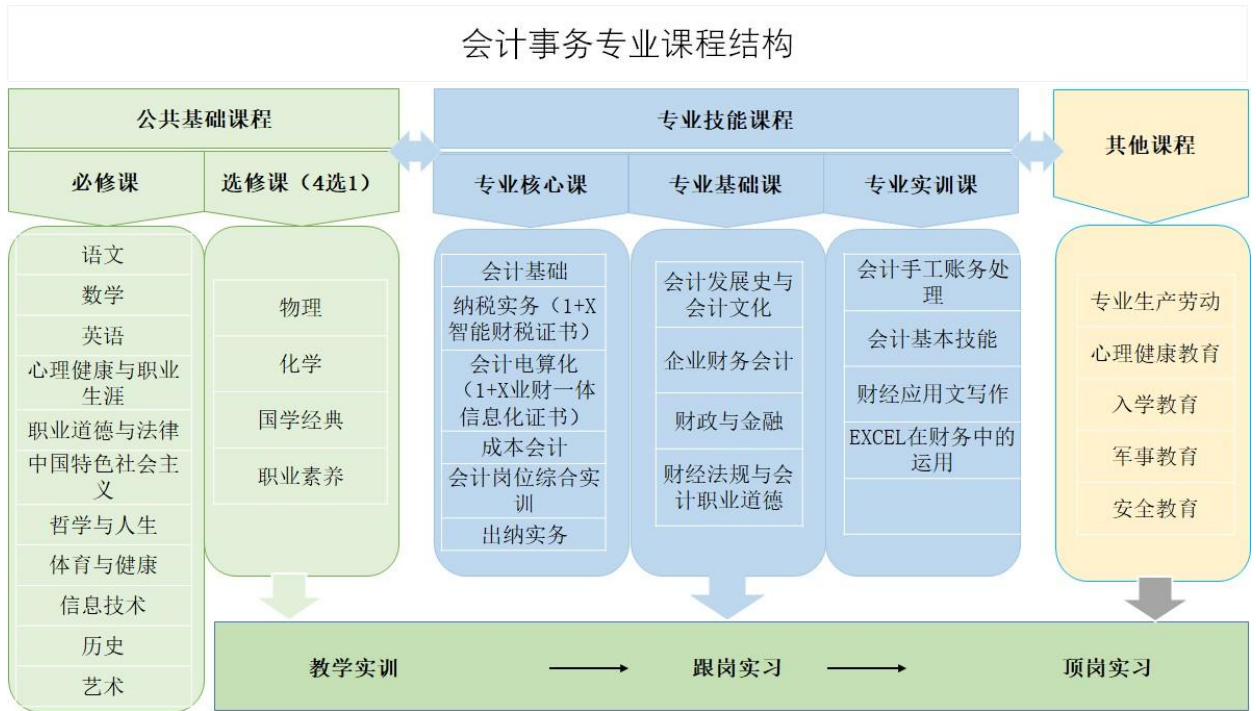 会计事务专业课程结构
公共基础课程
必修课
选修课（4选1）
语文
数学
英语
心理健康与职业
生涯
职业道德与法律
中国特色社会主
义
哲学与人生
体育与健康
信息技术
历史
艺术
物理
化学
国学经典
职业素养
专业技能课程
专业核心课
专业基础课
专业实训课
会计基础
纳税实务（1+X
智能财税证书）
会计电算化
（1+X业财一体
信息化证书）
成本会计
会计岗位综合实
训
出纳实务
会计发展史与
会计文化
企业财务会计
财政与金融
财经法规与会
计职业道德
会计手工账务处
理
会计基本技能
财经应用文写作
EXCEL在财务中的
运用
其他课程
专业生产劳动
心理健康教育
入学教育
军事教育
安全教育
教学实训
跟岗实习
顶岗实习